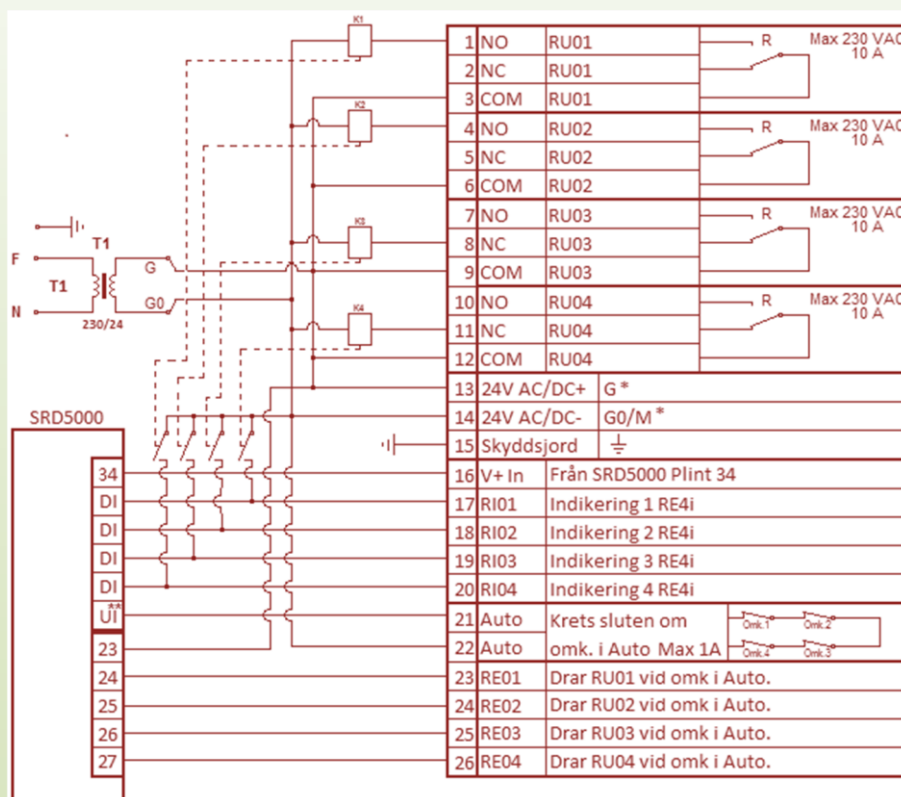 K1
1 NO RU01 R Max 230 VAC
10 A
2 NC RU01
3 COM RU01
K2
4 NO RU02 R Max 230 VAC
10 A
5 NC RU02
6 COM RU02
K3
7 NO RU03 R Max 230 VAC
10 A
8 NC RU03
9 COM RU03
F T1 G
T1
N G0
230/24
K4
10 NO RU04 R Max 230 VAC
10 A
11 NC RU04
12 COM RU04
13 24V AC/DC+ G *
14 24V AC/DC- G0/M *
15 Skyddsjord
SRD5000
34 16 V+ In Från SRD5000 Plint 34
DI 17 RI01 Indikering 1 RE4i
DI 18 RI02 Indikering 2 RE4i
DI 19 RI03 Indikering 3 RE4i
DI 20 RI04 Indikering 4 RE4i
UI** 21 Auto Krets sluten om Omk.1 Omk.2
23 22 Auto omk. i Auto Max 1A Omk.4 Omk.3
24 23 RE01 Drar RU01 vid omk i Auto.
25 24 RE02 Drar RU02 vid omk i Auto.
26 25 RE03 Drar RU03 vid omk i Auto.
27 26 RE04 Drar RU04 vid omk i Auto.